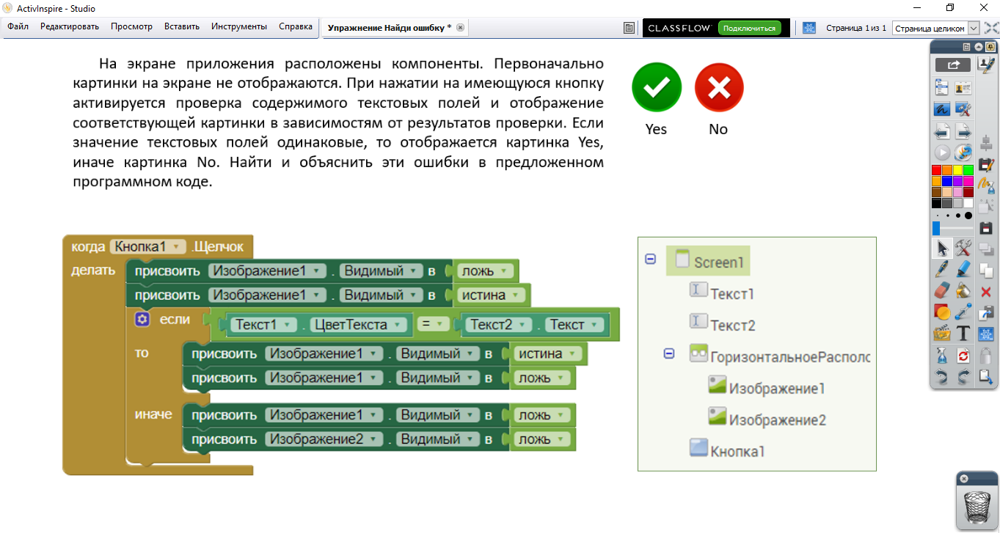 ActivInspire - Studio
Файл Редактировать Просмотр Вставить Инструменты Справка
Упражнение Найди ошибку *
CLASSFLOW Подключиться
Страница 1 из 1
Страница целиком
На экране приложения расположены компоненты. Первоначально
картинки на экране не отображаются. При нажатии на имеющуюся кнопку
активируется проверка содержимого текстовых полей и отображение
соответствующей картинки в зависимостям от результатов проверки. Если
значение текстовых полей одинаковые, то отображается картинка Yes,
иначе картинка No. Найти и объяснить эти ошибки в предложенном
программном коде.
Yes No
когда Кнопка1 .Щелчок
делать присвоить Изображение1 . Видимый в ложь
присвоить Изображение1 . Видимый в истина
если Текст1 . ЦветТекста = Текст2 . Текст
то присвоить Изображение1 . Видимый в истина
присвоить Изображение1 . Видимый в ложь
иначе присвоить Изображение1 . Видимый в ложь
присвоить Изображение2 . Видимый в ложь
Screen1
Текст1
Текст2
ГоризонтальноеРасполо
Изображение1
Изображение2
Кнопка1